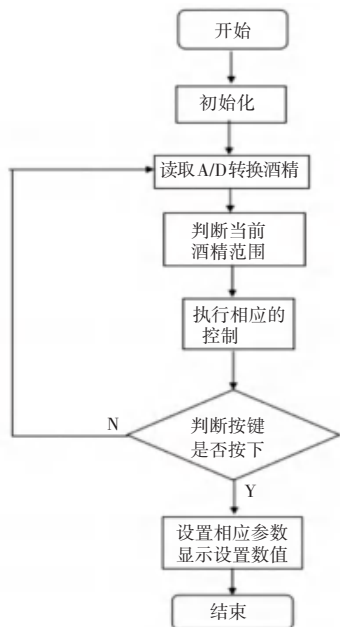 开始
初始化
读取A/D转换酒精
判断当前
酒精范围
执行相应的
控制
判断按键
是否按下
N
Y
设置相应参数
显示设置数值
结束